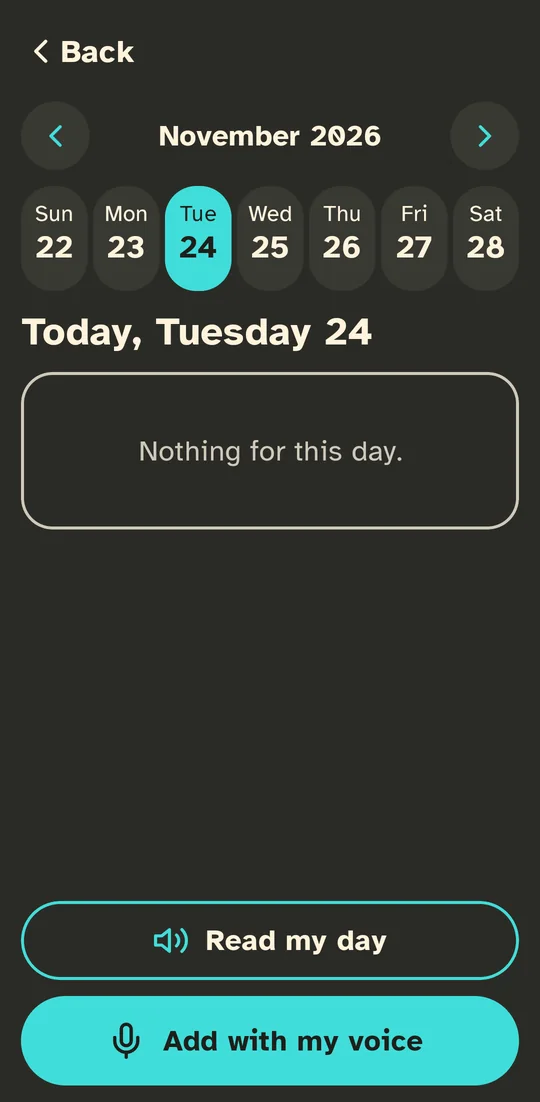 Back
November 2026
Sun Mon Tue Wed Thu Fri Sat
22 23 24 25 26 27 28
Today, Tuesday 24
Nothing for this day.
Read my day
Add with my voice